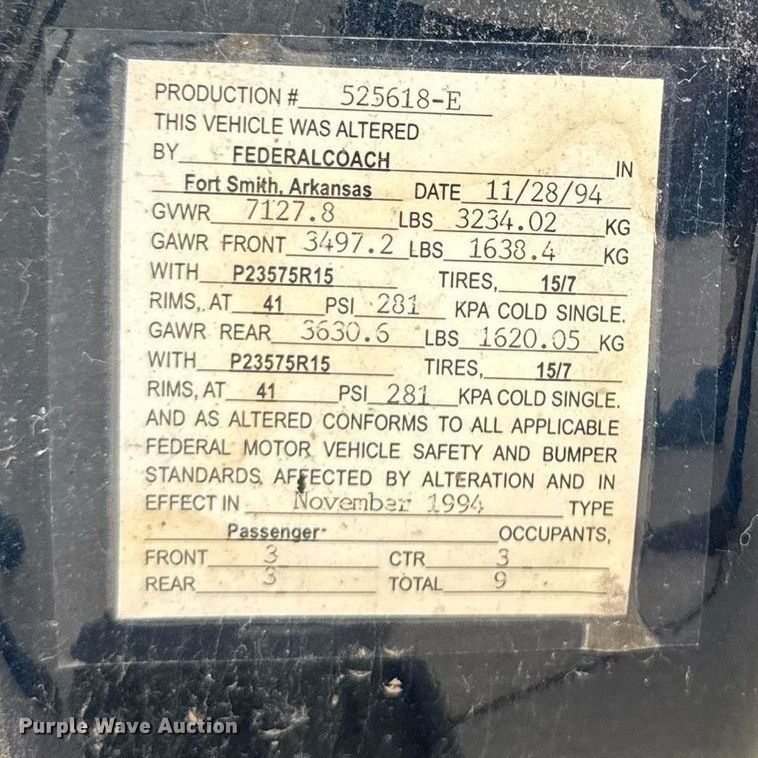 PRODUCTION # 525618-E
THIS VEHICLE WAS ALTERED
BY FEDERALCOACH IN
Fort Smith, Arkansas DATE 11/28/94
GVWR 7127.8 LBS 3234.02 KG
GAWR FRONT 3497.2 LBS 1638.4 KG
WITH P23575R15 TIRES, 15/7
RIMS, AT 41 PSI 281 KPA COLD SINGLE.
GAWR REAR 3630.6 LBS 1620.05 KG
WITH P23575R15 TIRES, 15/7
RIMS, AT 41 PSI 281 KPA COLD SINGLE.
AND AS ALTERED CONFORMS TO ALL APPLICABLE
FEDERAL MOTOR VEHICLE SAFETY AND BUMPER
STANDARDS AFFECTED BY ALTERATION AND IN
EFFECT IN November 1994 TYPE
Passenger OCCUPANTS,
FRONT 3 CTR 3
REAR 3 TOTAL 9
Purple Wave Auction